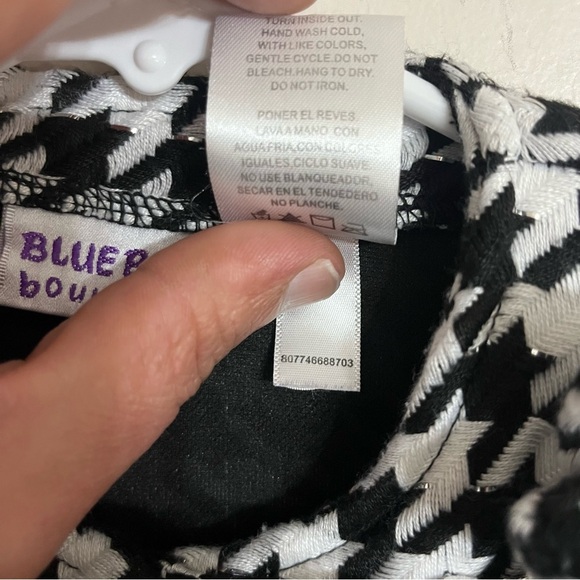 TURN INSIDE OUT.
HAND WASH COLD,
WITH LIKE COLORS,
GENTLE CYCLE.DO NOT
BLEACH.HANG TO DRY.
DO NOT IRON.
PONER EL REVES.
LAVA A MANO, CON
AGUA FRIA,CON COLORES
IGUALES,CICLO SUAVE.
NO USE BLANQUEADOR,
SECAR EN EL TENDEDERO
NO PLANCHE.
BLUE
807746688703